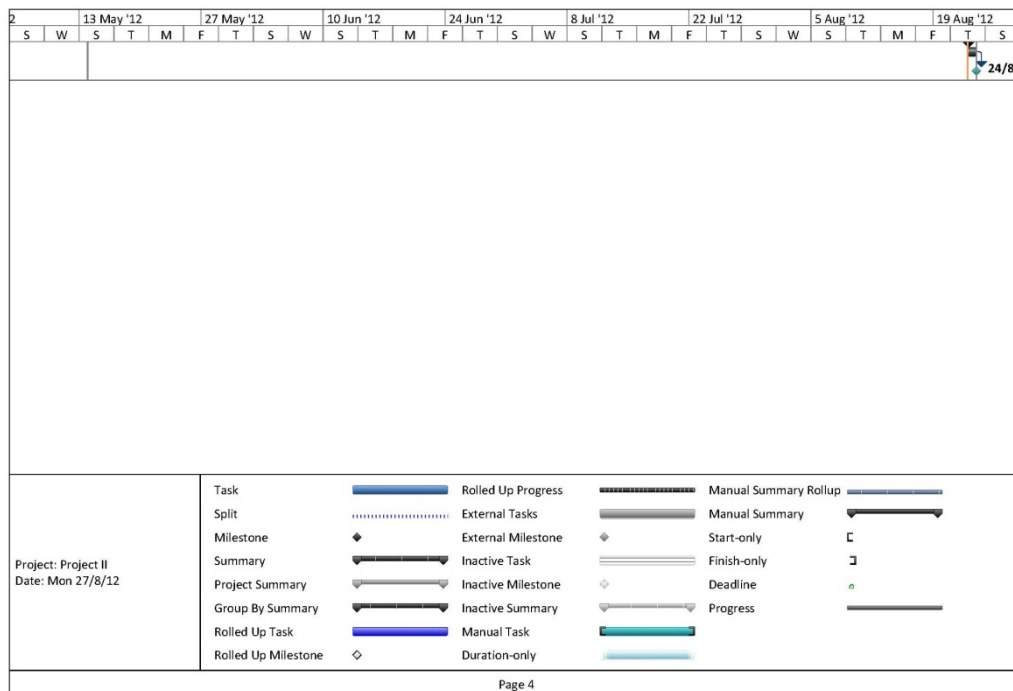 2 13 May '12 27 May '12 10 Jun '12 24 Jun '12 8 Jul '12 22 Jul '12 5 Aug '12 19 Aug '12
S W S T M F T S W S T M F T S W S T M F T S W S T M F T S
24/8
Project: Project II
Date: Mon 27/8/12
Task Rolled Up Progress Manual Summary Rollup
Split External Tasks Manual Summary
Milestone External Milestone Start-only
Summary Inactive Task Finish-only
Project Summary Inactive Milestone Deadline
Group By Summary Inactive Summary Progress
Rolled Up Task Manual Task
Rolled Up Milestone Duration-only
Page 4